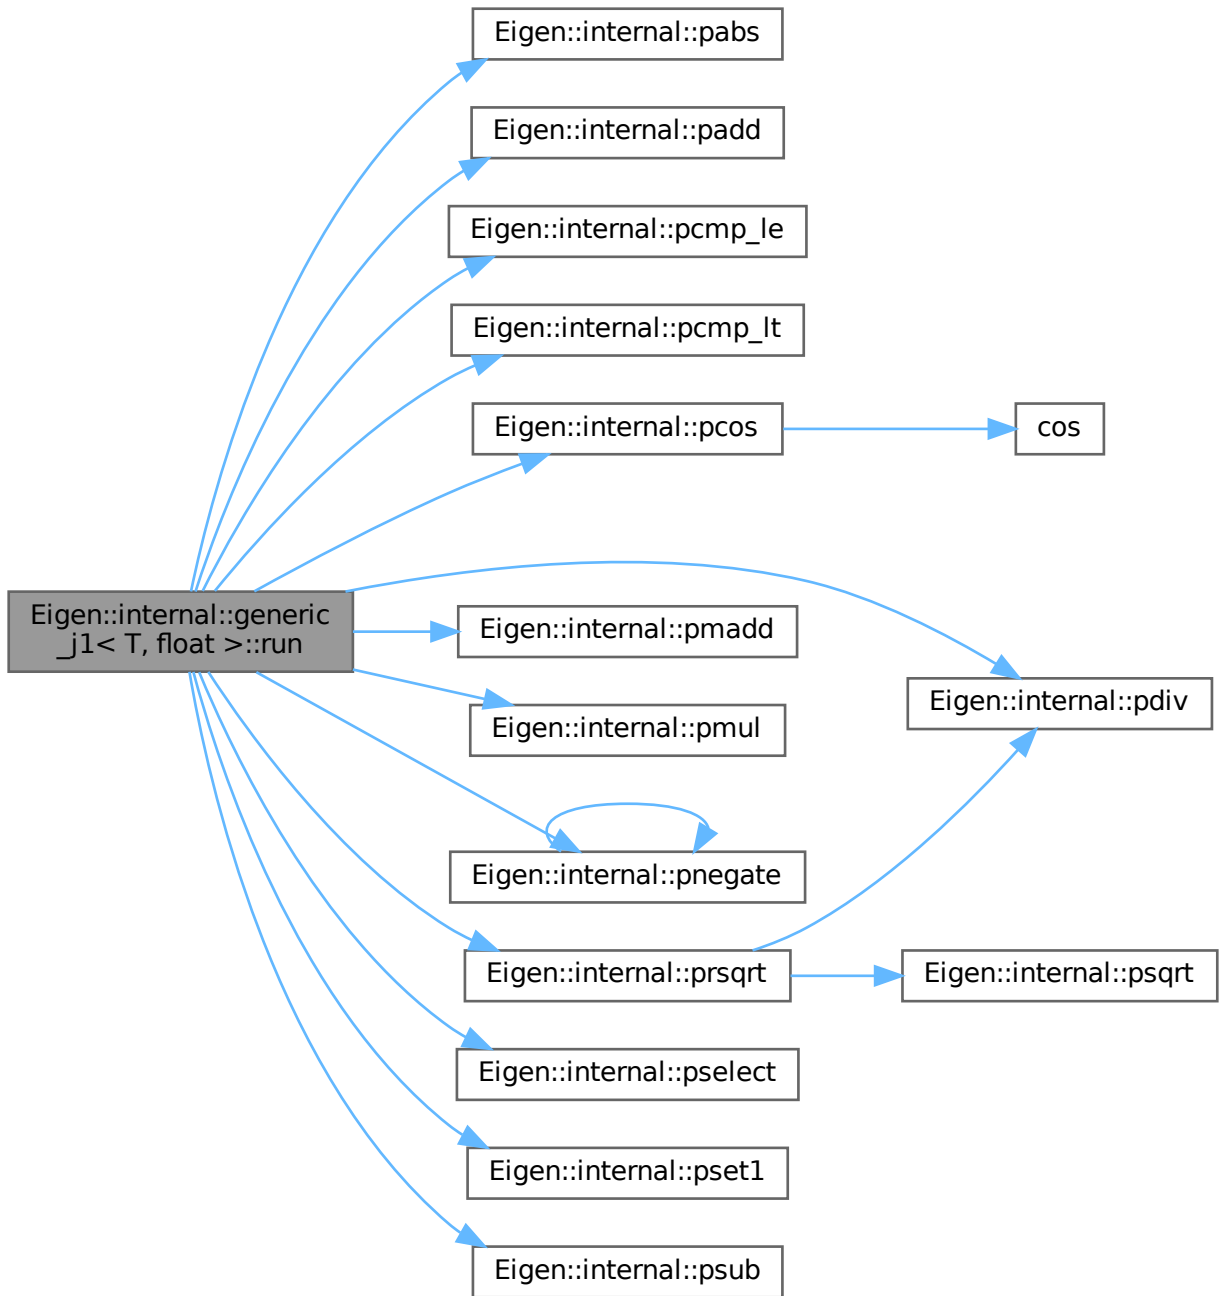 Eigen::internal::pabs
Eigen::internal::padd
Eigen::internal::pcmp_le
Eigen::internal::pcmp_lt
Eigen::internal::pcos
cos
Eigen::internal::generic
_j1< T, float >::run
Eigen::internal::pmadd
Eigen::internal::pdiv
Eigen::internal::pmul
Eigen::internal::pnegate
Eigen::internal::prsqrt
Eigen::internal::psqrt
Eigen::internal::pselect
Eigen::internal::pset1
Eigen::internal::psub